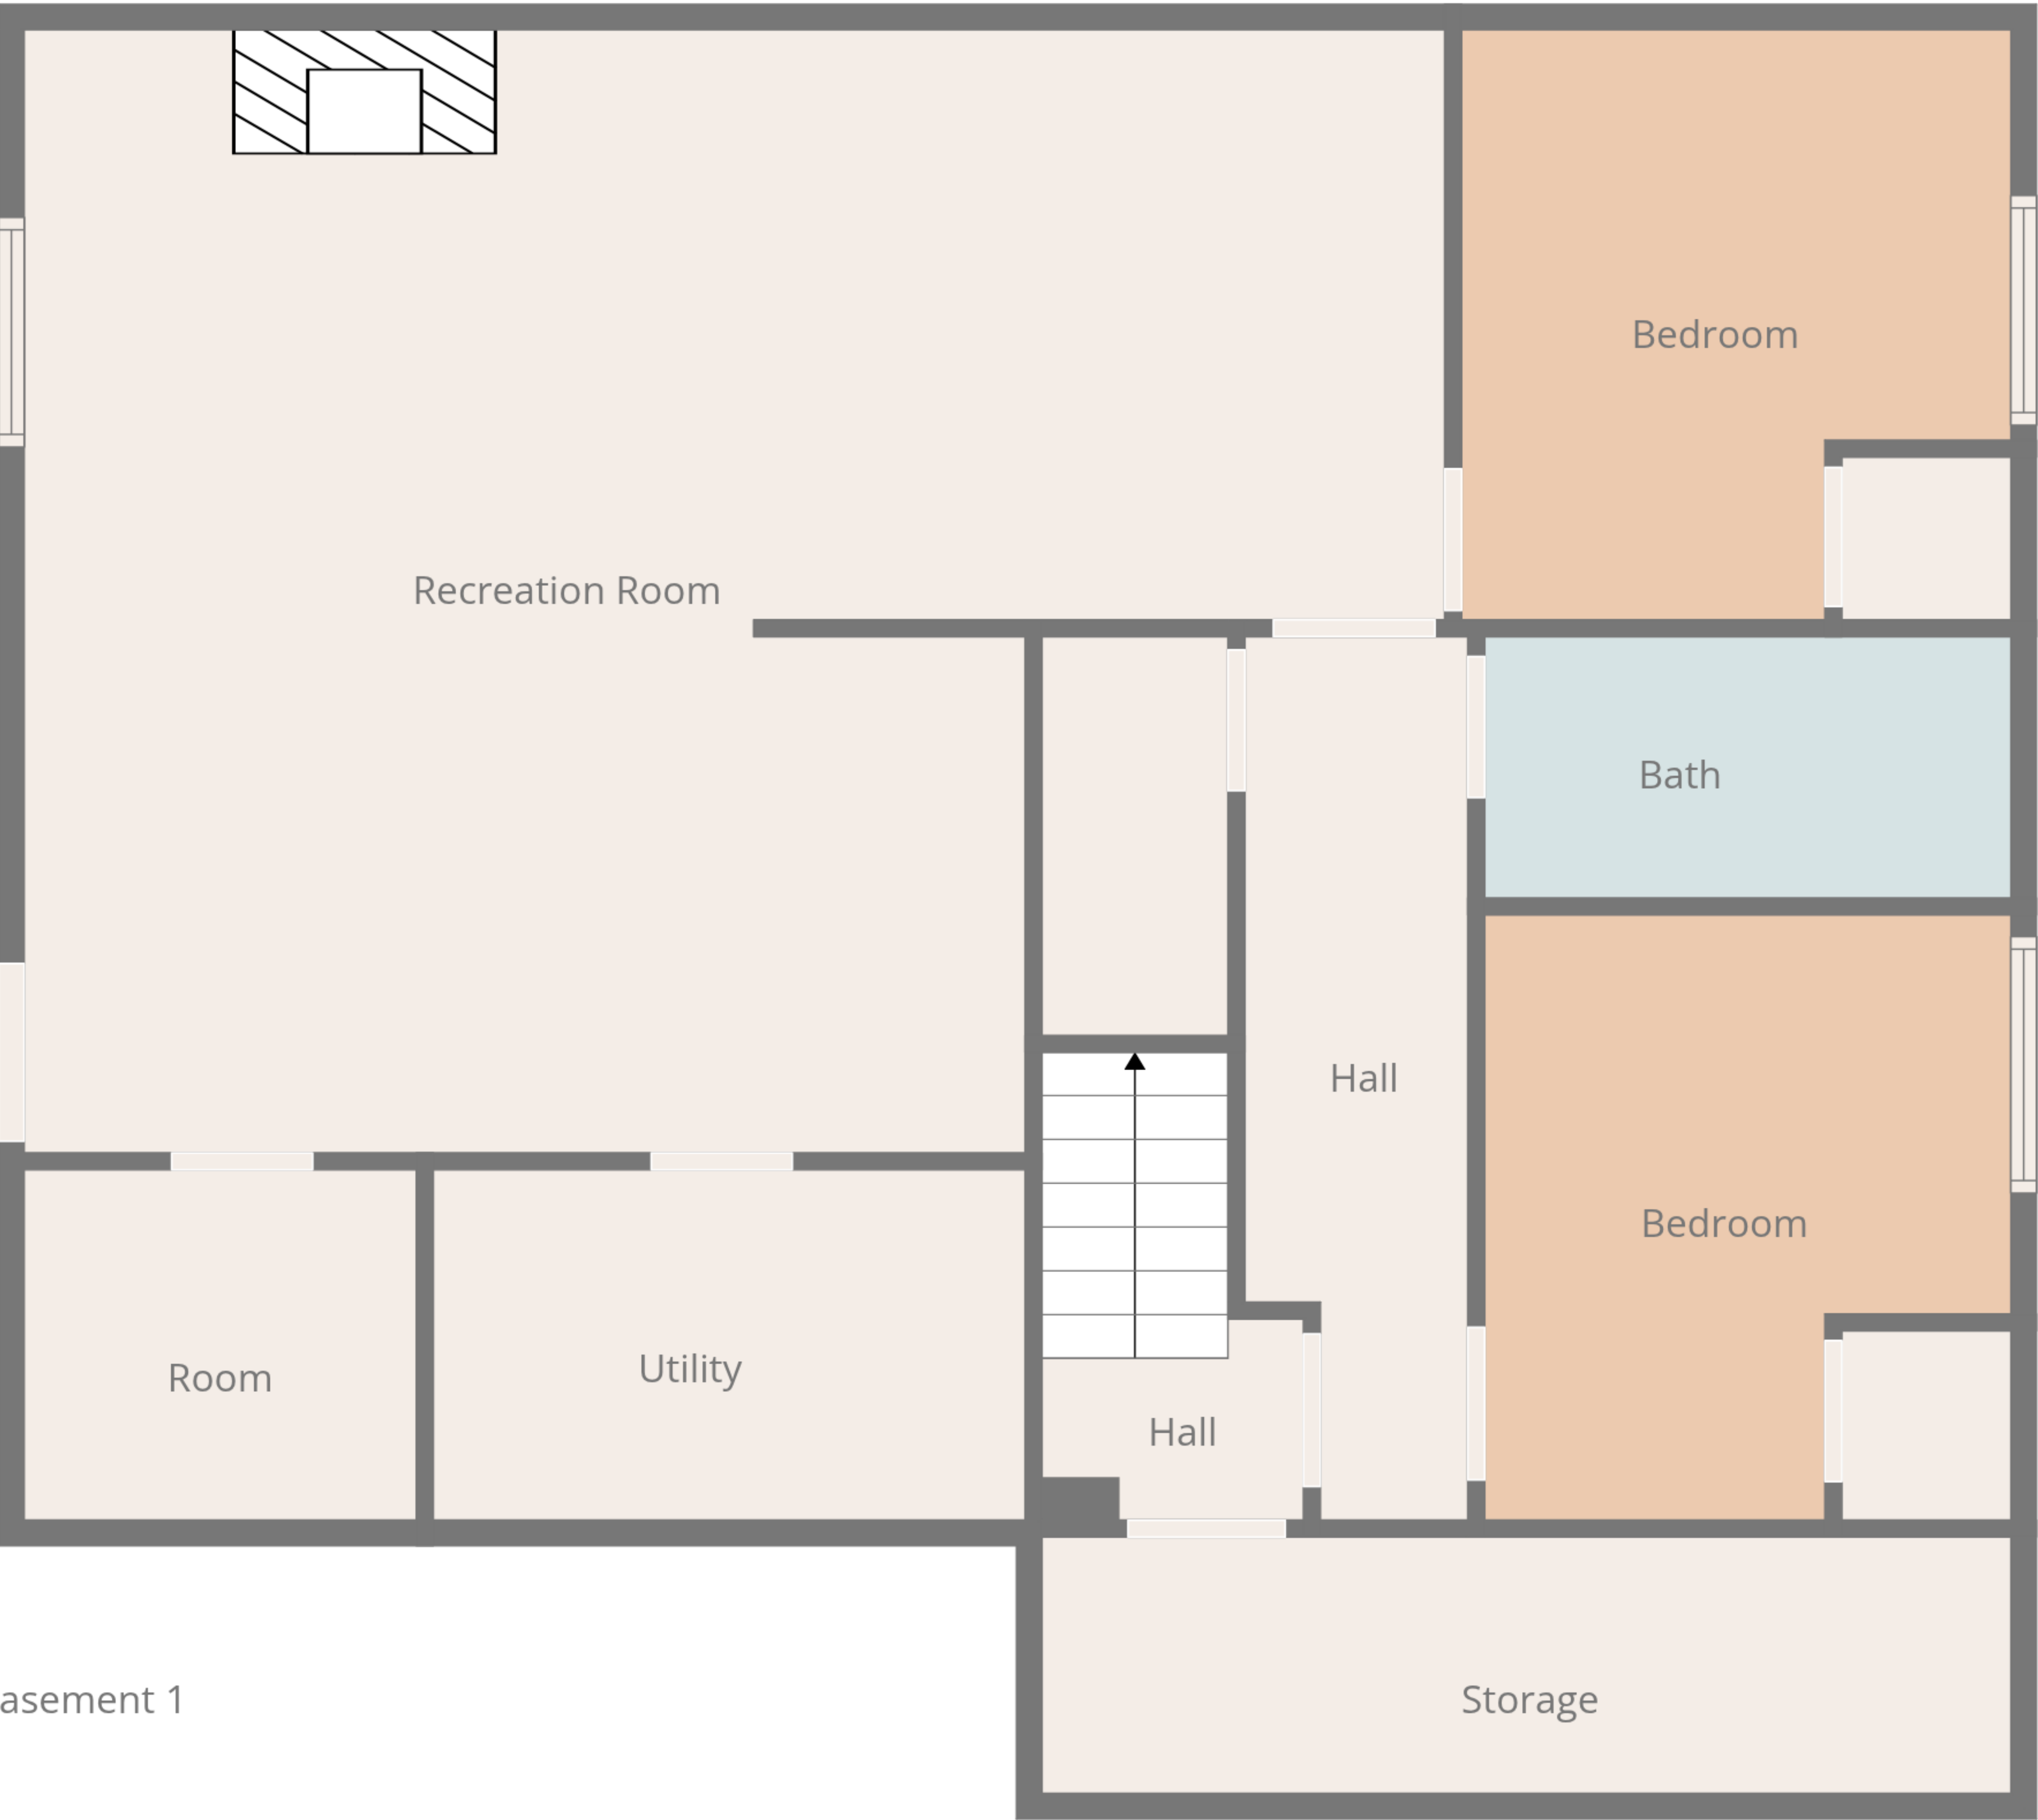 Bedroom
Recreation Room
Bath
Hall
Bedroom
Room
Utility
Hall
asement 1
Storage